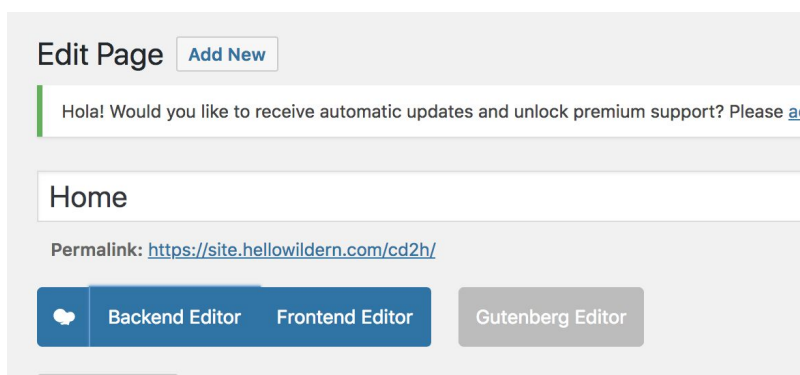 Edit Page Add New
Hola! Would you like to receive automatic updates and unlock premium support? Please
Home
Permalink: https://site.hellowildern.com/cd2h/
Backend Editor Frontend Editor Gutenberg Editor